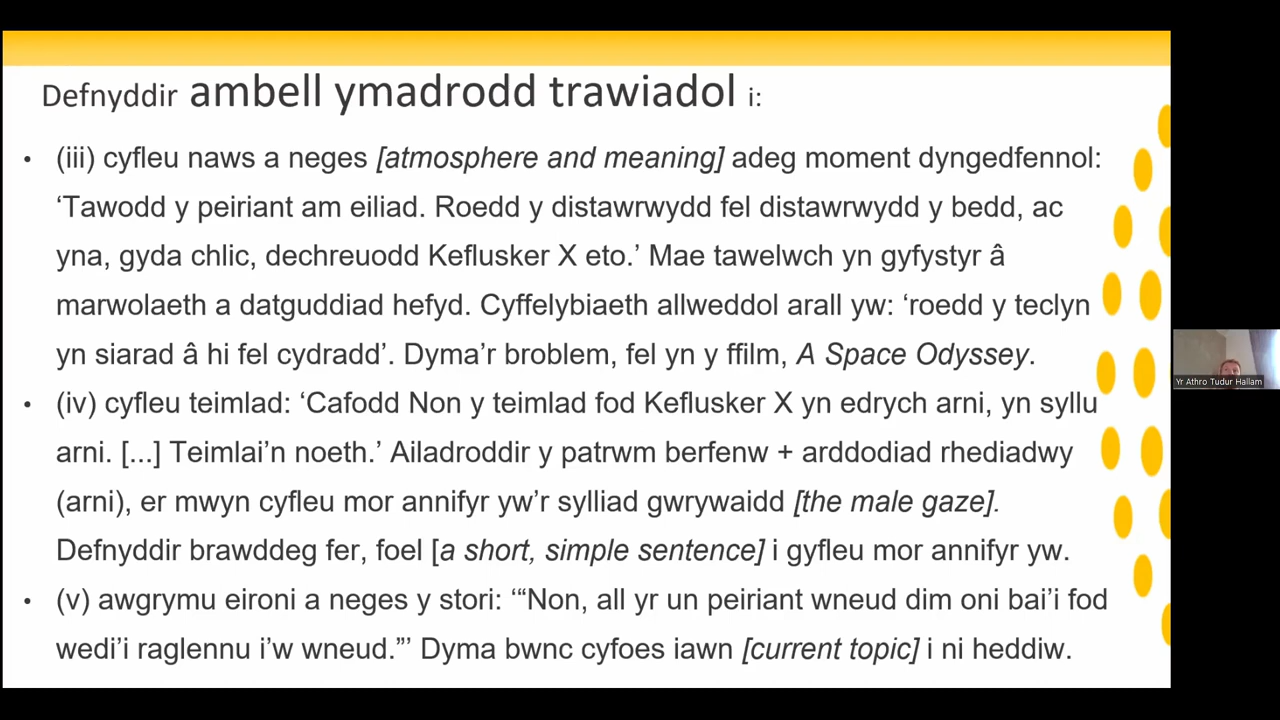 Defnyddir ambell ymadrodd trawiadol i:
• (iii) cyfleu naws a neges [atmosphere and meaning] adeg moment dyngedfennol:
‘Tawodd y peiriant am eiliad. Roedd y distawrwydd fel distawrwydd y bedd, ac
yna, gyda chlic, dechreuodd Keflusker X eto.’ Mae tawelwch yn gyfystyr â
marwolaeth a datguddiad hefyd. Cyffelybiaeth allweddol arall yw: ‘roedd y teclyn
yn siarad â hi fel cydradd’. Dyma’r broblem, fel yn y ffilm, A Space Odyssey.
• (iv) cyfleu teimlad: ‘Cafodd Non y teimlad fod Keflusker X yn edrych arni, yn syllu
arni. [...] Teimlai’n noeth.’ Ailadroddir y patrwm berfenw + arddodiad rhediadwy
(arni), er mwyn cyfleu mor annifyr yw’r sylliad gwrywaidd [the male gaze].
Defnyddir brawddeg fer, foel [a short, simple sentence] i gyfleu mor annifyr yw.
• (v) awgrymu eironi a neges y stori: ‘“Non, all yr un peiriant wneud dim oni bai’i fod
wedi’i raglennu i’w wneud.”’ Dyma bwnc cyfoes iawn [current topic] i ni heddiw.
Yr Athro Tudur Hallam